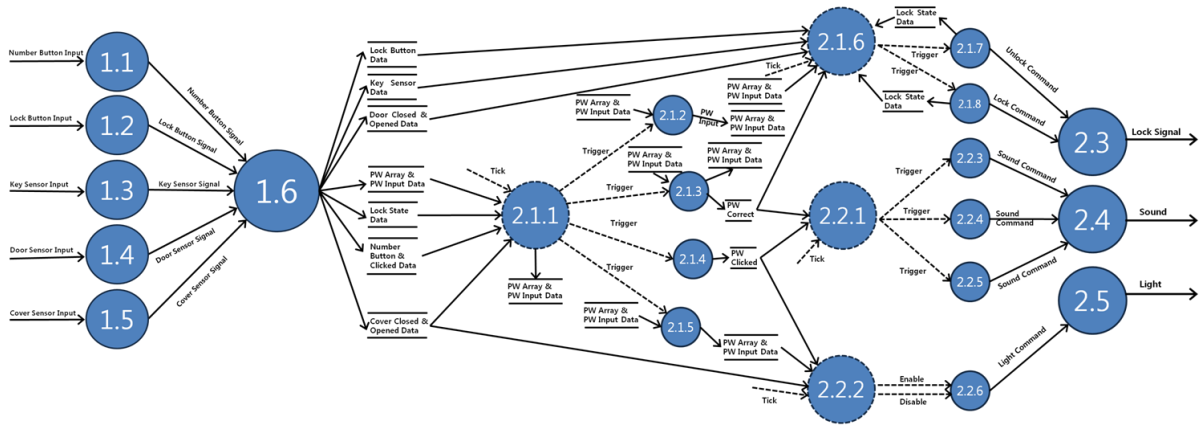 Number Button Input
1.1
Number Button Signal
Lock Button Input
1.2
Lock Button Signal
Key Sensor Input
1.3
Key Sensor Signal
Door Sensor Input
1.4
Door Sensor Signal
Cover Sensor Input
1.5
Cover Sensor Signal
1.6
Lock Button
Data
Key Sensor
Data
Door Closed &
Opened Data
PW Array &
PW Input Data
Lock State
Data
Number
Button &
Clicked Data
Cover Closed &
Opened Data
Tick
2.1.1
PW Array &
PW Input Data
Trigger
PW Array &
PW Input Data
2.1.2
PW
Input
PW Array &
PW Input Data
Trigger
PW Array &
PW Input Data
2.1.3
PW Array &
PW Input Data
PW
Correct
Trigger
2.1.4
PW
Clicked
Trigger
PW Array &
PW Input Data
2.1.5
PW Array &
PW Input Data
Tick
PW Array &
PW Input Data
2.1.6
Lock State
Data
Trigger
2.1.7
Unlock Command
Trigger
Lock State
Data
2.1.8
Lock Command
2.3
Lock Signal
2.2.1
Tick
Trigger
2.2.3
Sound Command
Trigger
2.2.4
Sound
Command
Trigger
2.2.5
Sound Command
2.4
Sound
2.2.2
Tick
Enable
Disable
2.2.6
Light Command
2.5
Light